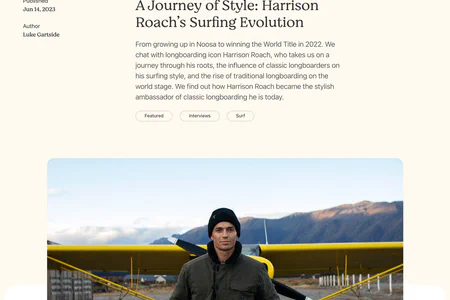 Published
Jun 14, 2023
Author
Luke Gartside
A Journey of Style: Harrison
Roach’s Surfing Evolution
From growing up in Noosa to winning the World Title in 2022. We
chat with longboarding icon Harrison Roach, who takes us on a
journey through his roots, the influence of classic longboarders on
his surfing style, and the rise of traditional longboarding on the
world stage. We find out how Harrison Roach became the stylish
ambassador of classic longboarding he is today.
Featured
Interviews
Surf